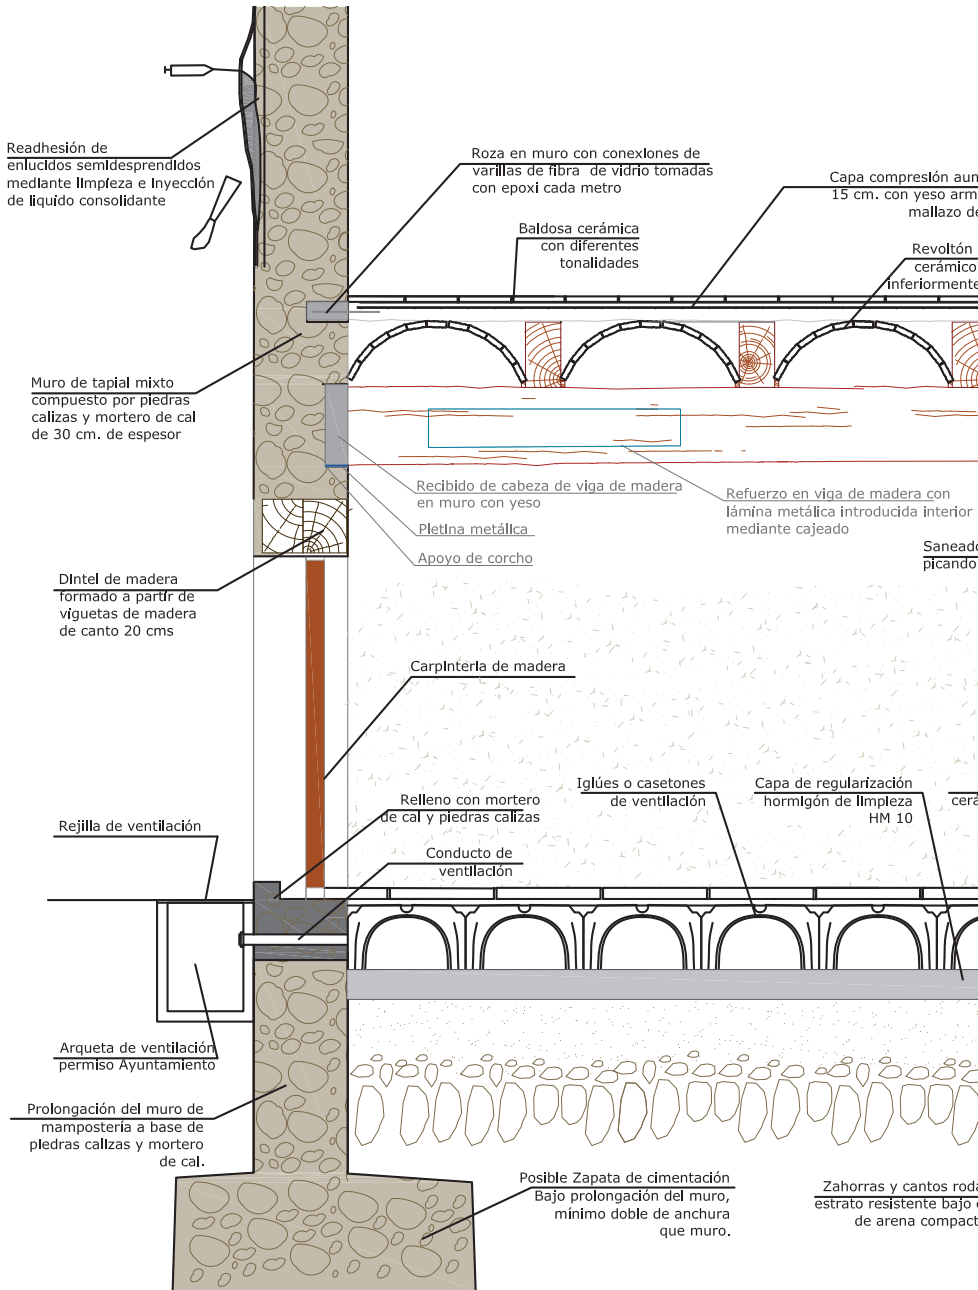 Readhesión de
enlucidos semidesprendidos
mediante limpieza e inyección
de liquido consolidante
Roza en muro con conexiones de
varillas de fibra de vidrio tomadas
con epoxi cada metro
Capa compresión
15 cm. con yeso
mallazo
Baldosa cerámica
con diferentes
tonalidades
Revoltón
cerámico
inferiormente
Muro de tapial mixto
compuesto por piedras
calizas y mortero de cal
de 30 cm. de espesor
Recibido de cabeza de viga de madera
en muro con yeso
Pletina metálica
Apoyo de corcho
Refuerzo en viga de madera con
lámina metálica introducida interior
mediante cajeado
picando
Dintel de madera
formado a partir de
viguetas de madera
de canto 20 cms
Carpinteria de madera
Relleno con mortero
de cal y piedras calizas
Iglúes o casetones
de ventilación
Capa de regularización
hormigón de limpieza
HM 10
Rejilla de ventilación
Conducto de
ventilación
Arqueta de ventilación
permiso Ayuntamiento
Prolongación del muro de
mampostería a base de
piedras calizas y mortero
de cal.
Posible Zapata de cimentación
Bajo prolongación del muro,
mínimo doble de anchura
que muro.
Zahorras y cantos
estrato resistente bajo
de arena